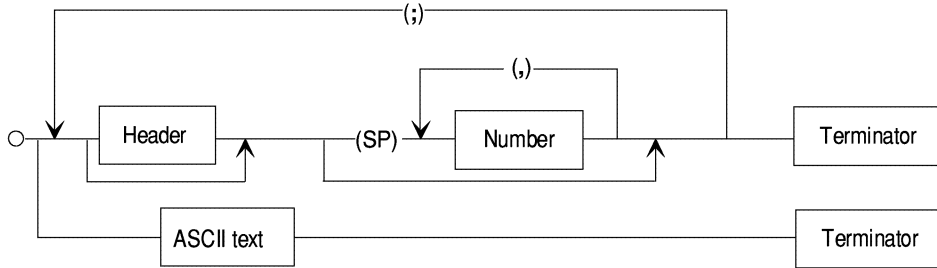 (;)
(,)
Header
(SP)
Number
Terminator
ASCII text
Terminator